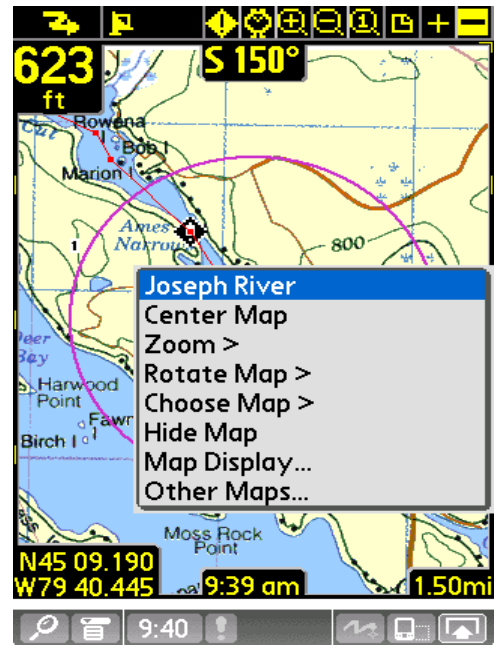 623
ft
S 150°
Cut
Rowena
I
Bob I
Marion I
Ames
Narrows
800
1
Joseph River
Center Map
Zoom >
Rotate Map >
Choose Map >
Hide Map
Map Display...
Other Maps...
Bay
Harwood
Point
Fawn
I
Birch I
Moss Rock
Point
N45 09.190
W79 40.445
9:39 am
1.50mi
9:40